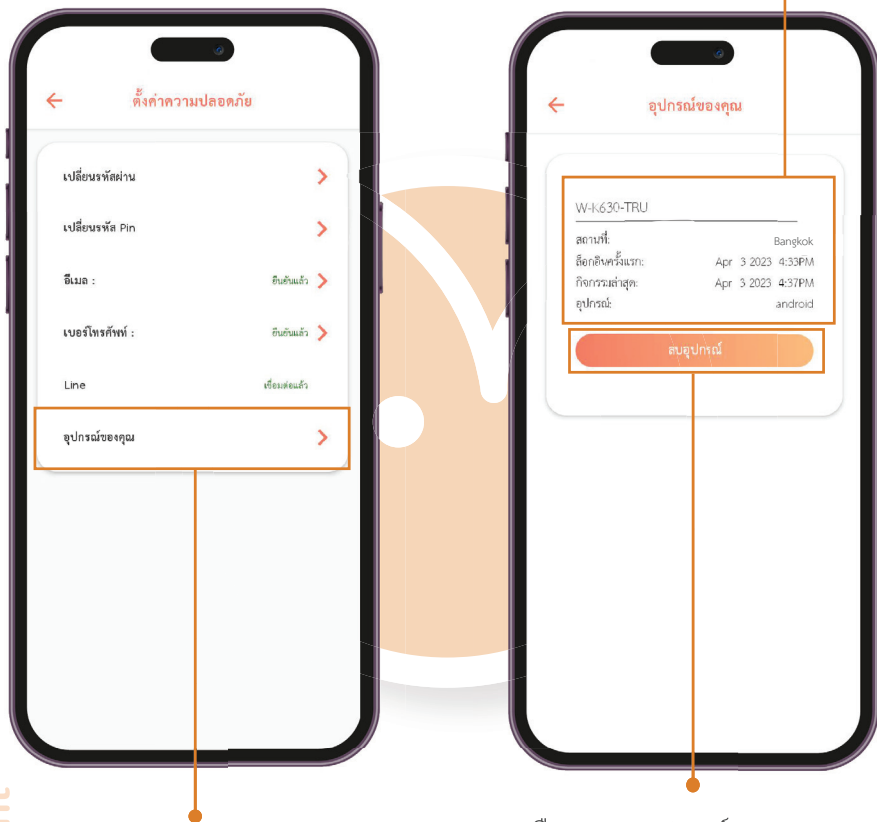 ตั้งค่าความปลอดภัย
เปลี่ยนรหัสผ่าน
เปลี่ยนรหัส Pin
อีเมล : ยืนยันแล้ว
เบอร์โทรศัพท์ : ยืนยันแล้ว
Line เชื่อมต่อแล้ว
อุปกรณ์ของคุณ
อุปกรณ์ของคุณ
W-K630-TRU
สถานที่: Bangkok
ล็อกอินครั้งแรก: Apr 3 2023 4:33PM
กิจกรรมล่าสุด: Apr 3 2023 4:37PM
อุปกรณ์: android
ลบอุปกรณ์